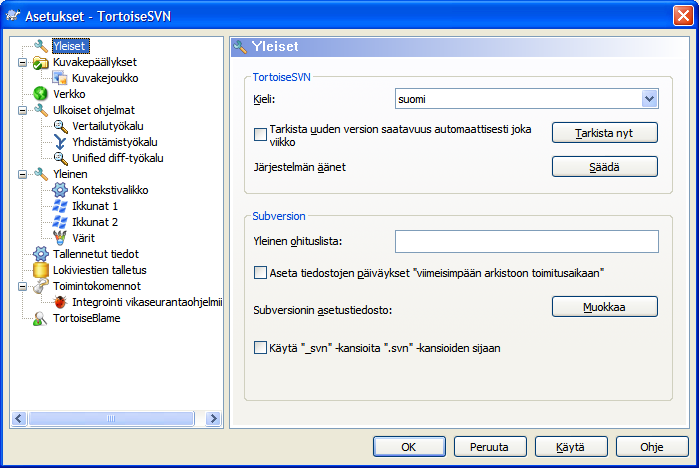 Asetukset - TortoiseSVN
Yleiset
Kuvakepäällykset
Kuvakejoukko
Verkko
Ulkoiset ohjelmat
Vertailutyökalu
Yhdistämistyökalu
Unified diff-työkalu
Yleinen
Kontekstivalikko
Ikkunat 1
Ikkunat 2
Värit
Tallennetut tiedot
Lokiviestien talletus
Toimintokomennot
Integrointi vikaseurantaohjelmii
TortoiseBlame
Yleiset
TortoiseSVN
Kieli:
suomi
Tarkista uuden version saatavuus automaattisesti joka
viikko
Tarkista nyt
Järjestelmän äänet
Säädä
Subversion
Yleinen ohituslista:
Aseta tiedostojen päiväykset "viimeisimpään arkistoon toimitusaikaan"
Subversionin asetustiedosto:
Muokkaa
Käytä "_svn" -kansioita ".svn" -kansioiden sijaan
OK
Peruuta
Käytä
Ohje